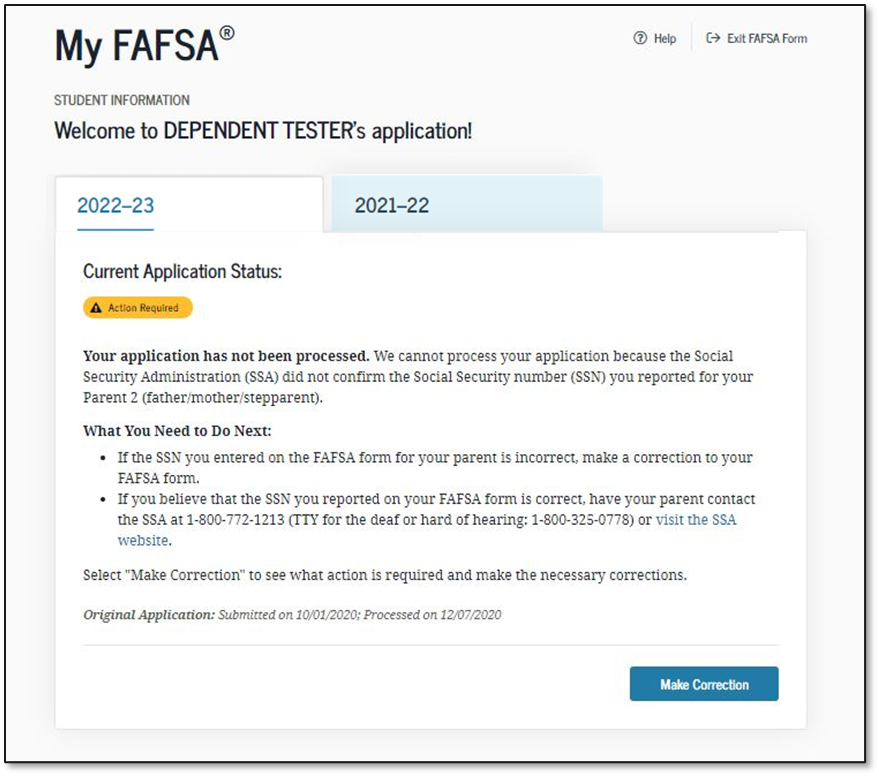 My FAFSA®
Help
Exit FAFSA Form
STUDENT INFORMATION
Welcome to DEPENDENT TESTER's application!
2022–23
2021–22
Current Application Status:
Action Required
Your application has not been processed. We cannot process your application because the Social
Security Administration (SSA) did not confirm the Social Security number (SSN) you reported for your
Parent 2 (father/mother/stepparent).
What You Need to Do Next:
• If the SSN you entered on the FAFSA form for your parent is incorrect, make a correction to your
FAFSA form.
• If you believe that the SSN you reported on your FAFSA form is correct, have your parent contact
the SSA at 1-800-772-1213 (TTY for the deaf or hard of hearing: 1-800-325-0778) or visit the SSA
website.
Select "Make Correction" to see what action is required and make the necessary corrections.
Original Application: Submitted on 10/01/2020; Processed on 12/07/2020
Make Correction